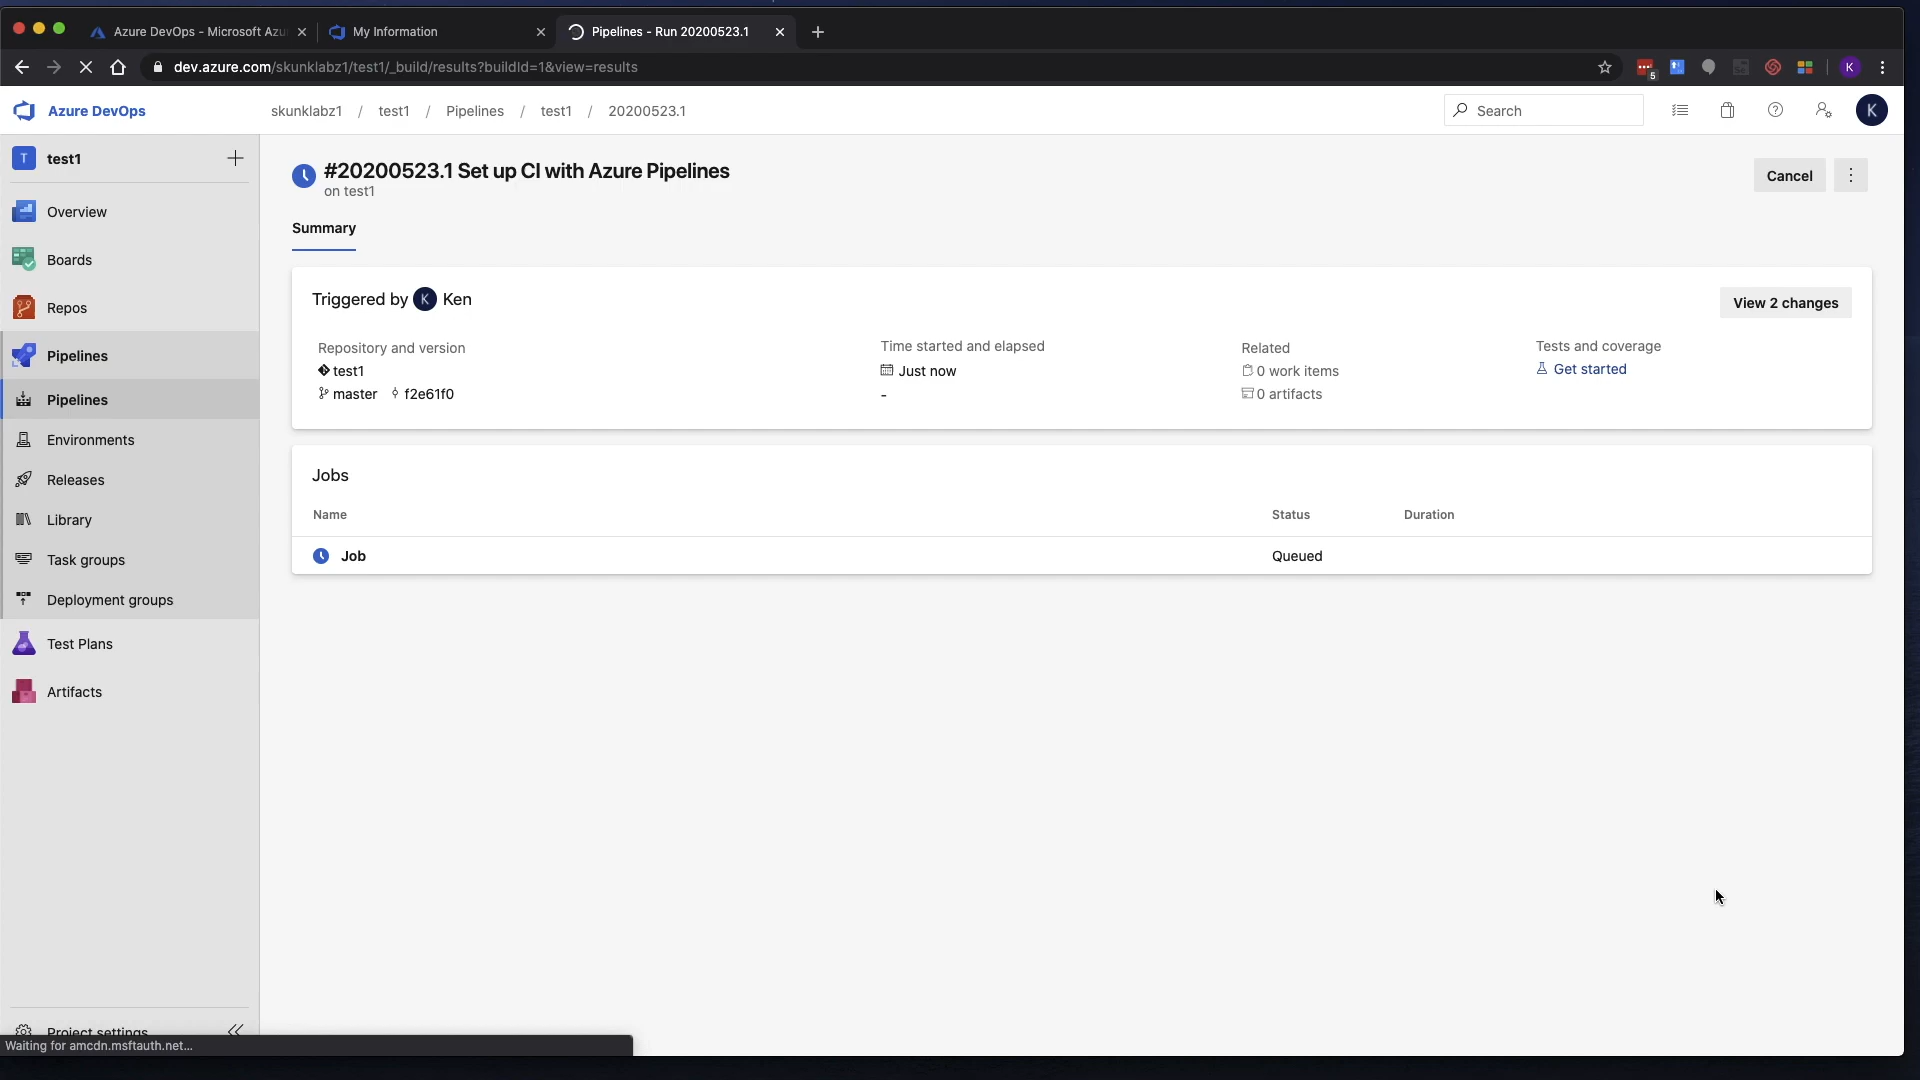 Azure DevOps - Microsoft Azu
My Information
Pipelines - Run 20200523.1
dev.azure.com/skunklabz1/test1/_build/results?buildId=1&view=results
5
K
Azure DevOps
skunklabz1 / test1 / Pipelines / test1 / 20200523.1
Search
K
T test1
Overview
Boards
Repos
Pipelines
Pipelines
Environments
Releases
Library
Task groups
Deployment groups
Test Plans
Artifacts
Project settings
#20200523.1 Set up CI with Azure Pipelines
on test1
Cancel
Summary
Triggered by K Ken
View 2 changes
Repository and version
test1
master f2e61f0
Time started and elapsed
Just now
-
Related
0 work items
0 artifacts
Tests and coverage
Get started
Jobs
Name Status Duration
Job Queued
Waiting for amcdn.msftauth.net...